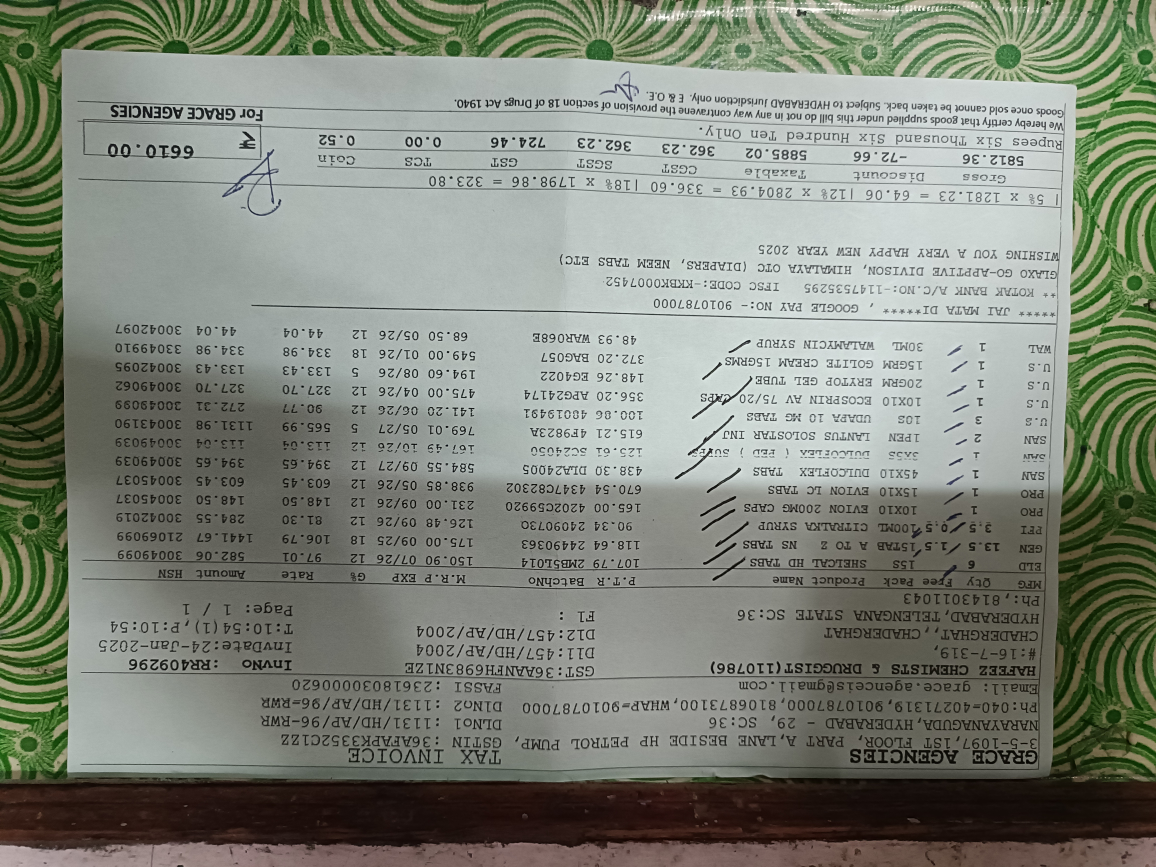 GRACE AGENCIES TAX INVOICE
3-5-1097,1ST FLOOR, PART A,LANE BESIDE HP PETROL PUMP, GSTIN :36AFAPK3352C1ZZ
NARAYANAGUDA,HYDERABAD - 29, SC:36 DLNo1 :1131/HD/AP/96-RWR
Ph:040=40271319,9010787000,8106873100,WHAP=9010787000 DLNo2 :1131/HD/AP/96=RWR
Email: grace.agenceis@gmail.com FASSI :23618030000620
HAFEEZ CHEMISTS & DRUGGIST(110786) GST:36AANFH6983N1ZE InvNo :RR409296
#:16-7-319, D11:457/HD/AP/2004 InvDate:24-Jan-2025
CHADERGHAT,, CHADERGHAT D12:457/HD/AP/2004 T:10:54(1),P:10:54
HYDERABAD,TELENGANA STATE SC:36 F1 : Page: 1 / 1
Ph:,8143011043
MFG Qty Free Pack Product Name P.T.R BatchNo M.R.P EXP G% Rate Amount HSN
ELD 6 15S SHELCAL HD TABS 107.79 2MB51014 150.90 07/26 12 97.01 582.06 30049099
GEN 13.5 1.5 15TAB A TO Z NS TABS 118.64 24490363 175.00 09/25 18 106.79 1441.67 21069099
PFI 3.5 0.5 100ML CITRALKA SYRUP 90.34 24090730 126.48 09/26 12 81.30 284.55 30042019
PRO 1 10X10 EVION 200MG CAPS 165.00 4202C59920 231.00 09/26 12 148.50 148.50 30045037
PRO 1 15X10 EVION LC TABS 670.54 4347C82302 938.85 05/26 12 603.45 603.45 30045037
SAN 1 45X10 DULCOFLEX TABS 438.30 DIA24005 584.55 09/27 12 394.65 394.65 30049039
SAN 1 3X5S DULCOFLEX ( PED ) SUPPS 125.61 SC24050 167.49 10/26 12 113.04 113.04 30049039
SAN 2 1PEN LANTUS SOLOSTAR INJ 615.21 4F9823A 769.01 05/27 5 565.99 1131.98 30043190
U.S 3 10S UDAPA 10 MG TABS 100.86 48019491 141.20 06/26 12 90.77 272.31 30049099
U.S 1 10X10 ECOSPRIN AV 75/20 CAPS 356.20 APG24174 475.00 04/26 12 327.70 327.70 30049062
U.S 1 20GRM ERYTOP GEL TUBE 148.26 EG4022 194.60 08/26 5 133.43 133.43 30042095
U.S 1 15GRM GOLITE CREAM 15GRMS 372.20 BAG057 549.00 01/26 18 334.98 334.98 33049910
WAL 1 30ML WALAMYCIN SYRUP 48.93 WAR068E 68.50 05/26 12 44.04 44.04 30042097
***** JAI MATA DI***** , GOOGLE PAY NO:- 9010787000
** KOTAK BANK A/C.NO:-1147535295 IFSC CODE:-KKBK0007452
GLAXO GO-APPTIVE DIVISON, HIMALAYA OTC (DIAPERS, NEEM TABS ETC)
WISHING YOU A VERY HAPPY NEW YEAR 2025
| 5% x 1281.23 = 64.06 |12% x 2804.93 = 336.60 |18% x 1798.86 = 323.80
Gross Discount Taxable CGST SGST GST TCS Coin
5812.36 -72.66 5885.02 362.23 362.23 724.46 0.00 0.52 ₹ 6610.00
Rupees Six Thousand Six Hundred Ten Only.
We hereby certify that goods supplied under this bill do not in any way contravene the provision of section 18 of Drugs Act 1940. For GRACE AGENCIES
Goods once sold cannot be taken back. Subject to HYDERABAD Jurisdiction only. E & O.E.